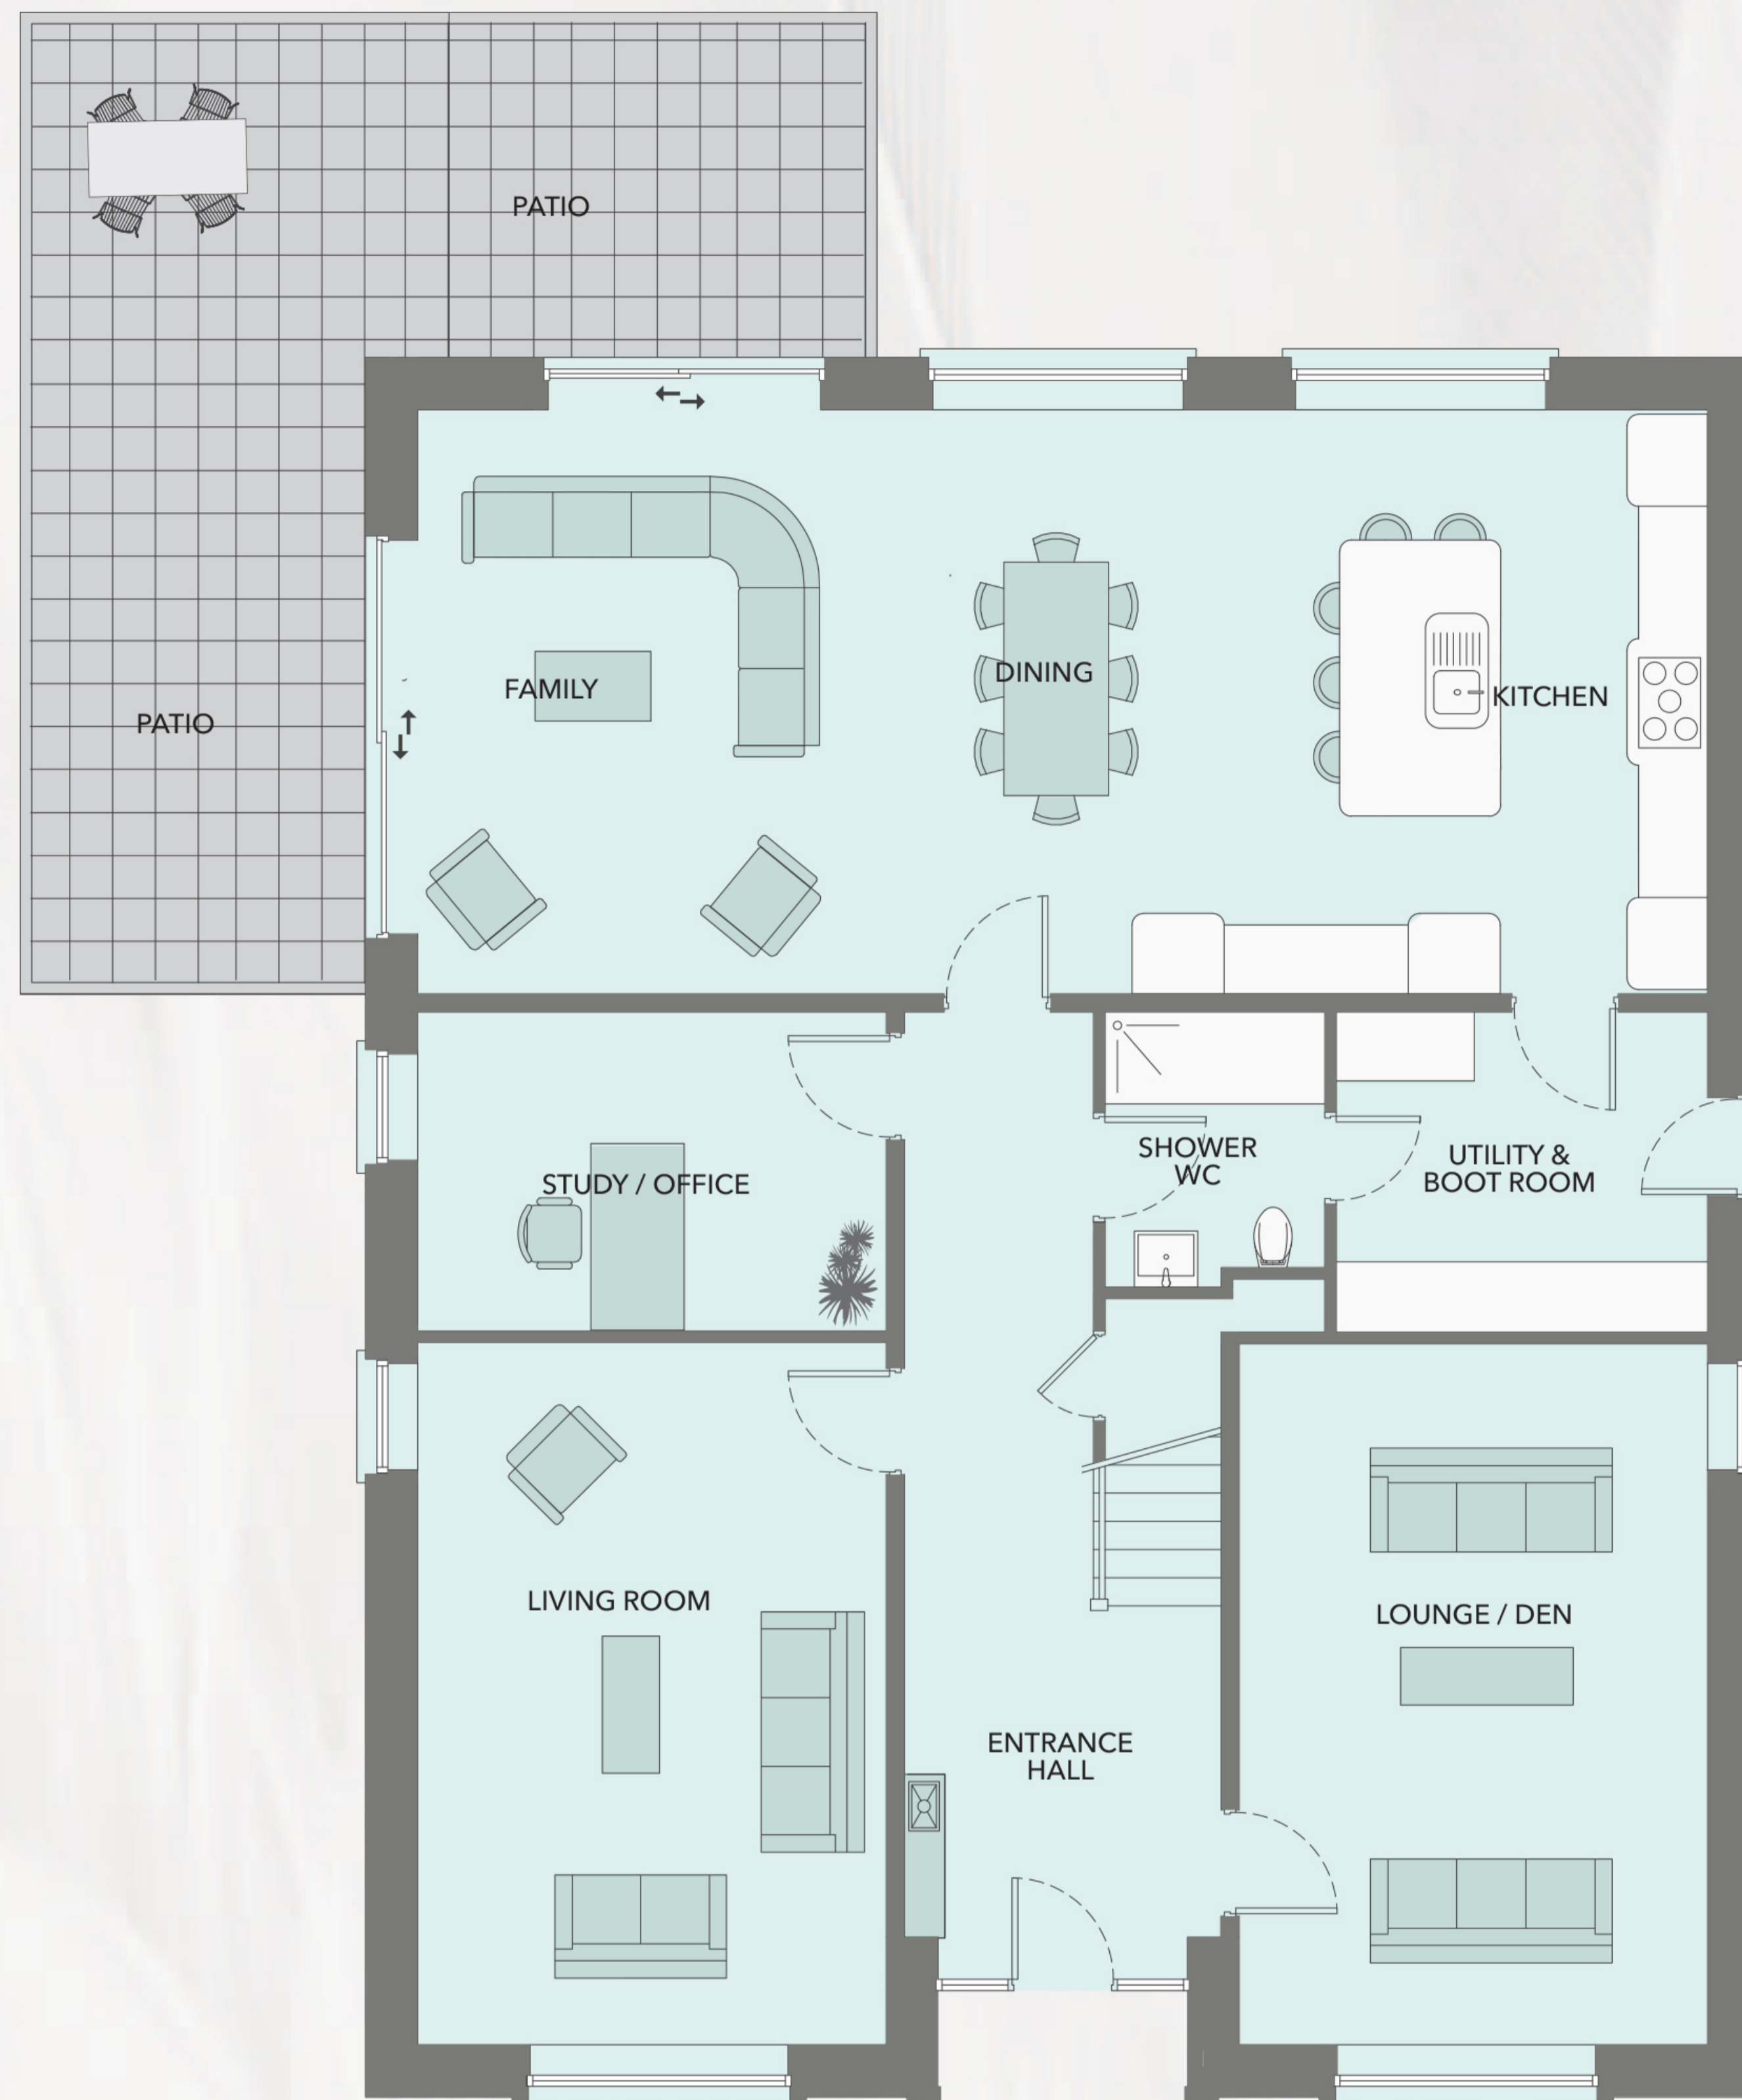 PATIO
PATIO
FAMILY
DINING
KITCHEN
STUDY / OFFICE
SHOWER
WC
UTILITY &
BOOT ROOM
LIVING ROOM
LOUNGE / DEN
ENTRANCE
HALL